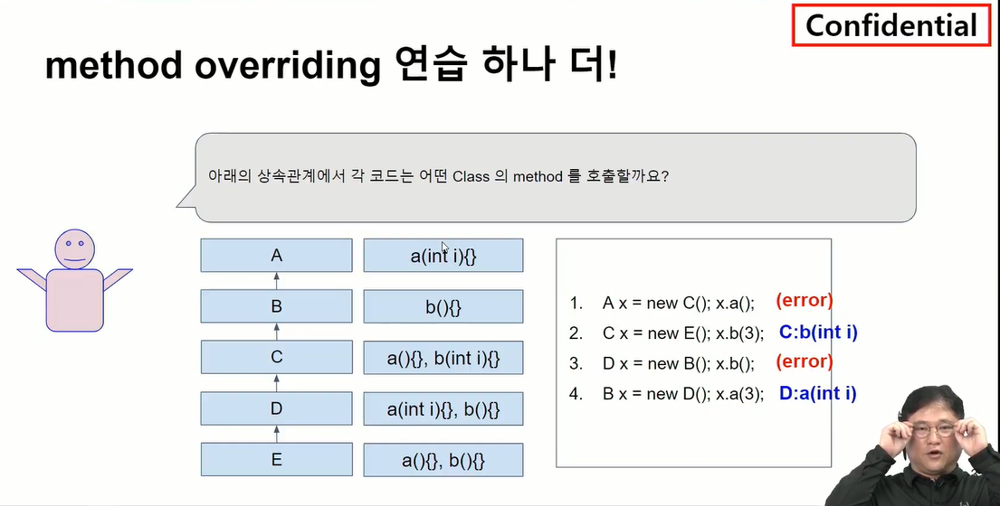 Confidential
method overriding 연습 하나 더!
아래의 상속관계에서 각 코드는 어떤 Class 의 method 를 호출할까요?
A a(int i){}
B b(){}
C a(){}, b(int i){}
D a(int i){}, b(){}
E a(){}, b(){}
1. A x = new C(); x.a(); (error)
2. C x = new E(); x.b(3); C:b(int i)
3. D x = new B(); x.b(); (error)
4. B x = new D(); x.a(3); D:a(int i)